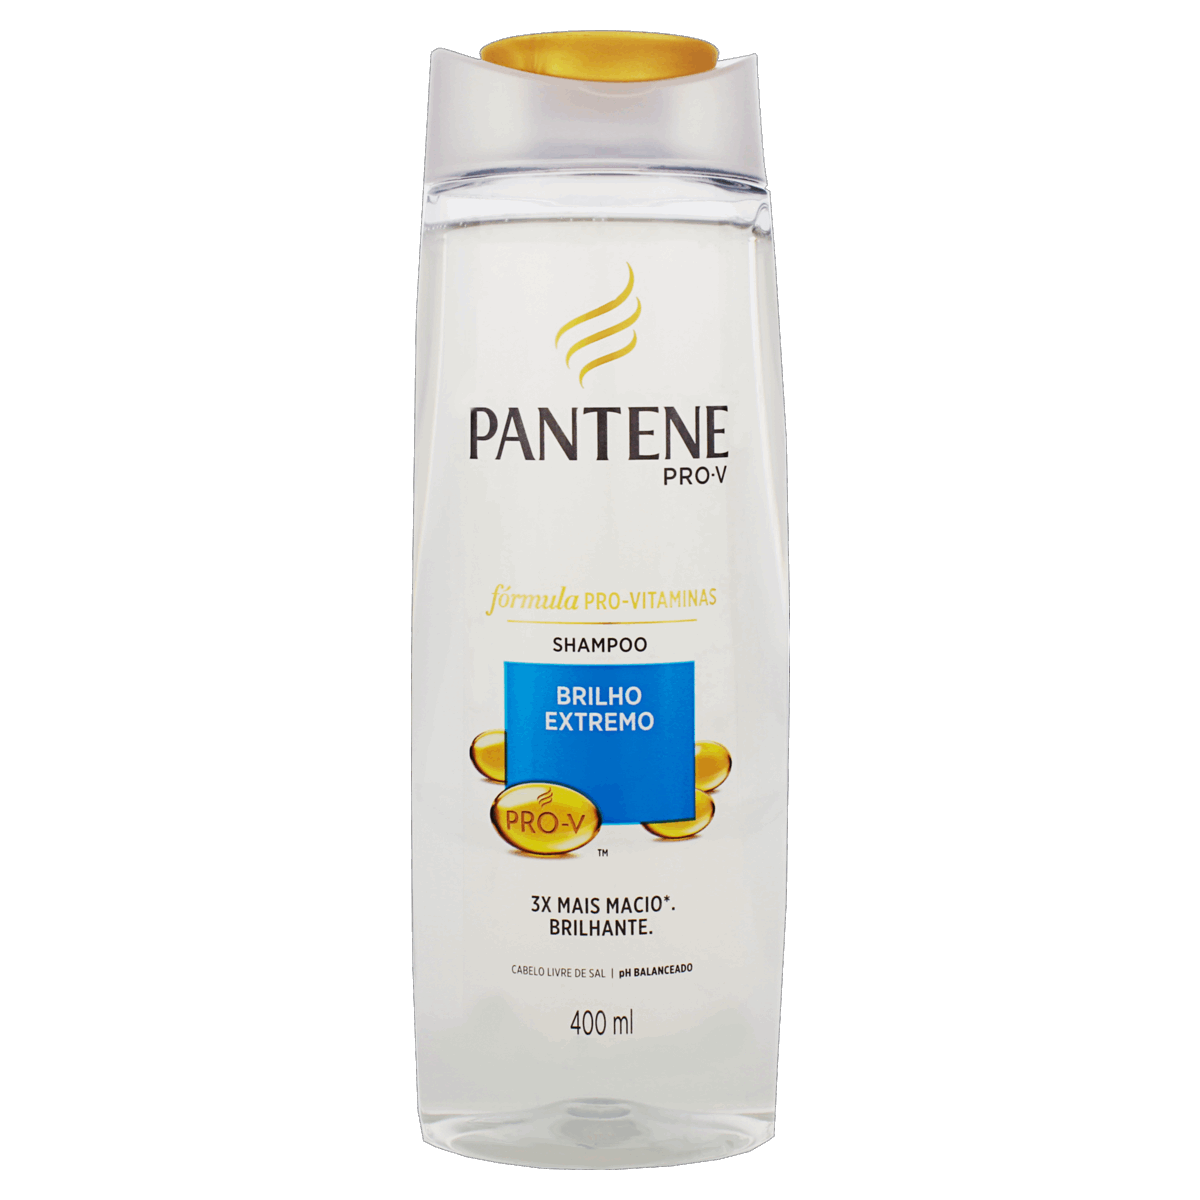 PANTENE
PRO-V
fórmula PRO-VITAMINAS
SHAMPOO
BRILHO
EXTREMO
PRO-V
™
3X MAIS MACIO*.
BRILHANTE.
CABELO LIVRE DE SAL | pH BALANCEADO
400 ml